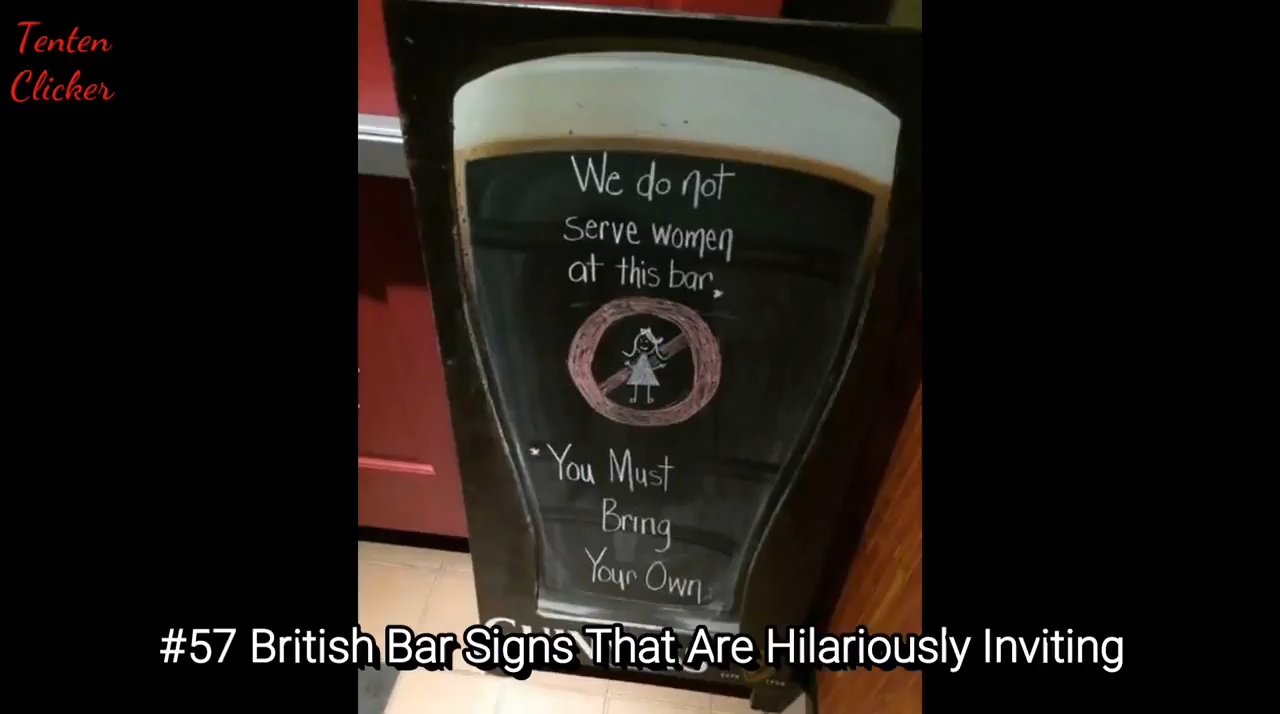 Tenten
Clicker
We do not
serve women
at this bar.*
*You Must
Bring
Your Own
#57 British Bar Signs That Are Hilariously Inviting